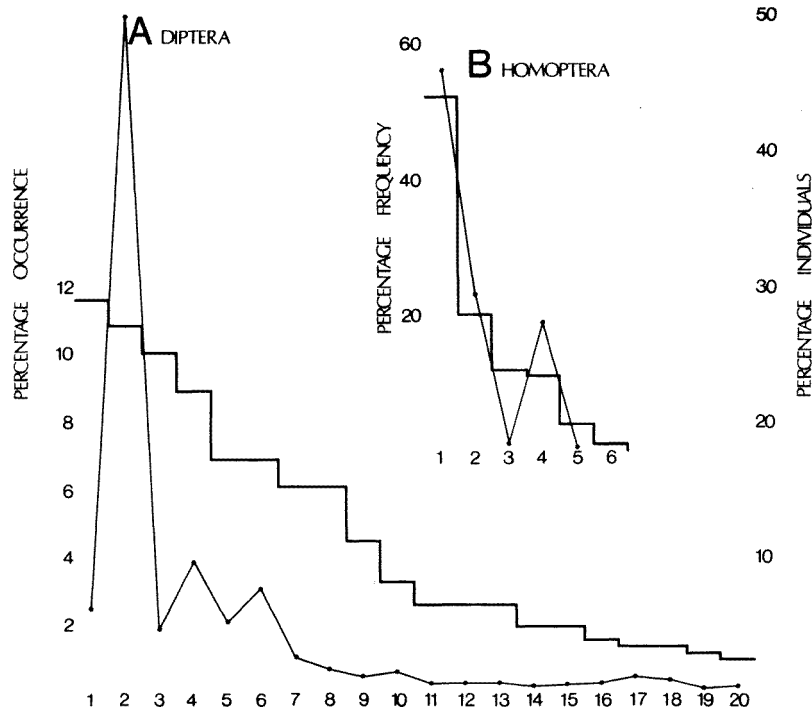 A DIPTERA
B HOMOPTERA
PERCENTAGE OCCURRENCE
12
10
8
6
4
2
PERCENTAGE FREQUENCY
60
40
20
1 2 3 4 5 6
PERCENTAGE INDIVIDUALS
50
40
30
20
10
1 2 3 4 5 6 7 8 9 10 11 12 13 14 15 16 17 18 19 20